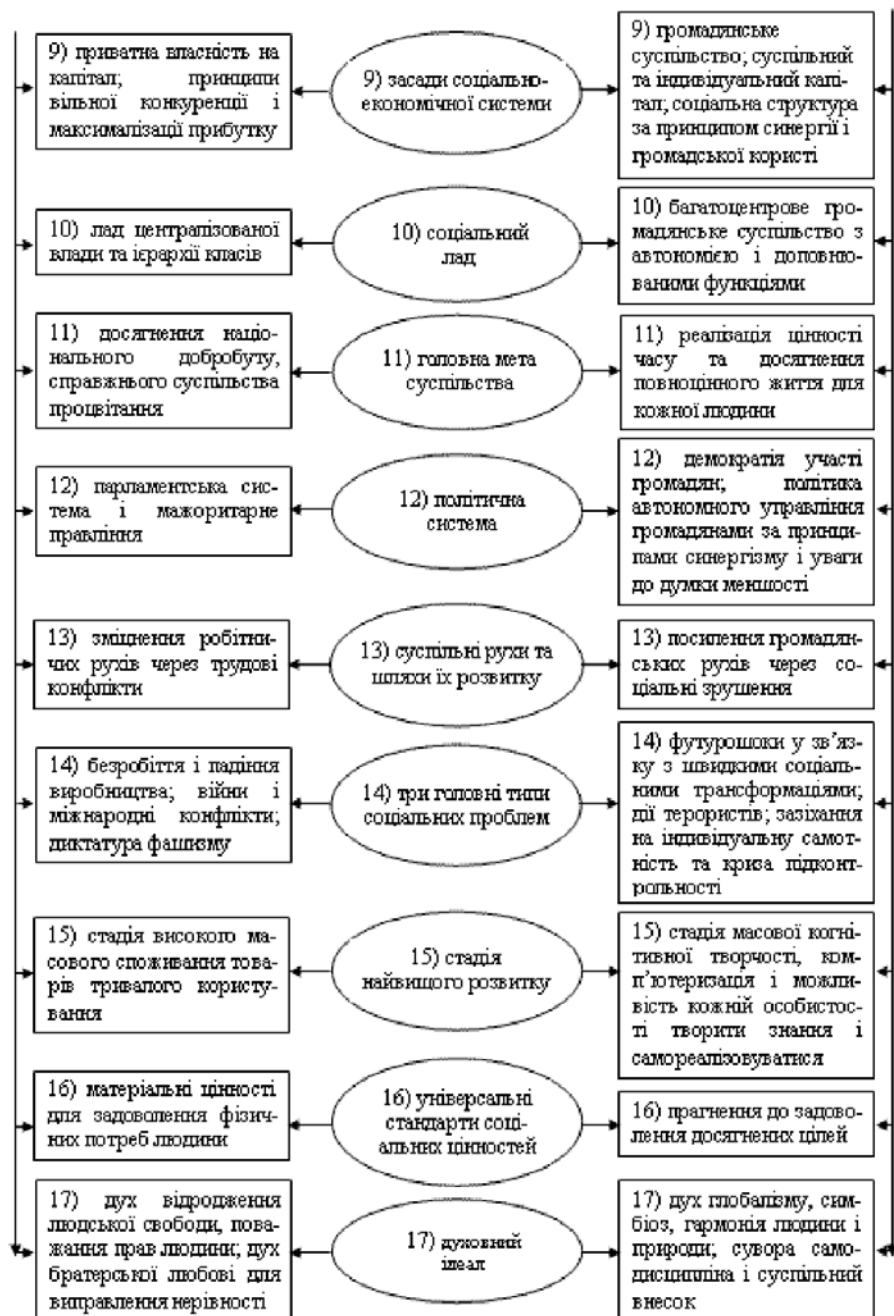 9) приватна власність на
капітал; принципи
вільної конкуренції і
максималізації прибутку
9) засади соціально-
економічної системи
9) громадянське
суспільство; суспільний
та індивідуальний капі-
тал; соціальна структура
за принципом синергії і
громадської користі
10) лад централізованої
влади та ієрархії класів
10) соціальний
лад
10) багатоцентрове гро-
мадянське суспільство з
автономією і доповню-
ваними функціями
11) досягнення націо-
нального добробуту,
справжнього суспільства
процвітання
11) головна мета
суспільства
11) реалізація цінності
часу та досягнення
повноцінного життя для
кожної людини
12) парламентська сис-
тема і мажоритарне
правління
12) політична
система
12) демократія участі
громадян; політика
автономного управління
громадянами за принци-
пами синергізму і уваги
до думки меншості
13) зміцнення робітни-
чих рухів через трудові
конфлікти
13) суспільні рухи та
шляхи їх розвитку
13) посилення громадян-
ських рухів через со-
ціальні зрушення
14) безробіття і падіння
виробництва; війни і
міжнародні конфлікти;
диктатура фашизму
14) три головні типи
соціальних проблем
14) футурошоки у зв’язку
з швидкими соціаль-
ними трансформаціями;
дії терористів; зазіхання
на індивідуальну самот-
ність та криза підконт-
рольності
15) стадія високого ма-
сового споживання това-
рів тривалого користу-
вання
15) стадія
найвищого розвитку
15) стадія масової когні-
тивної творчості, ком-
п’ютеризація і можли-
вість кожній особистос-
ті творити знання і
самореалізовуватися
16) матеріальні цінності
для задоволення фізич-
них потреб людини
16) універсальні
стандарти соці-
альних цінностей
16) прагнення до задово-
лення досягнених цілей
17) дух відродження
людської свободи, пова-
жання прав людини; дух
братерської любові для
виправлення нерівності
17) духовний
ідеал
17) дух глобалізму, сим-
біоз, гармонія людини і
природи; сувора само-
дисципліна і суспільний
внесок